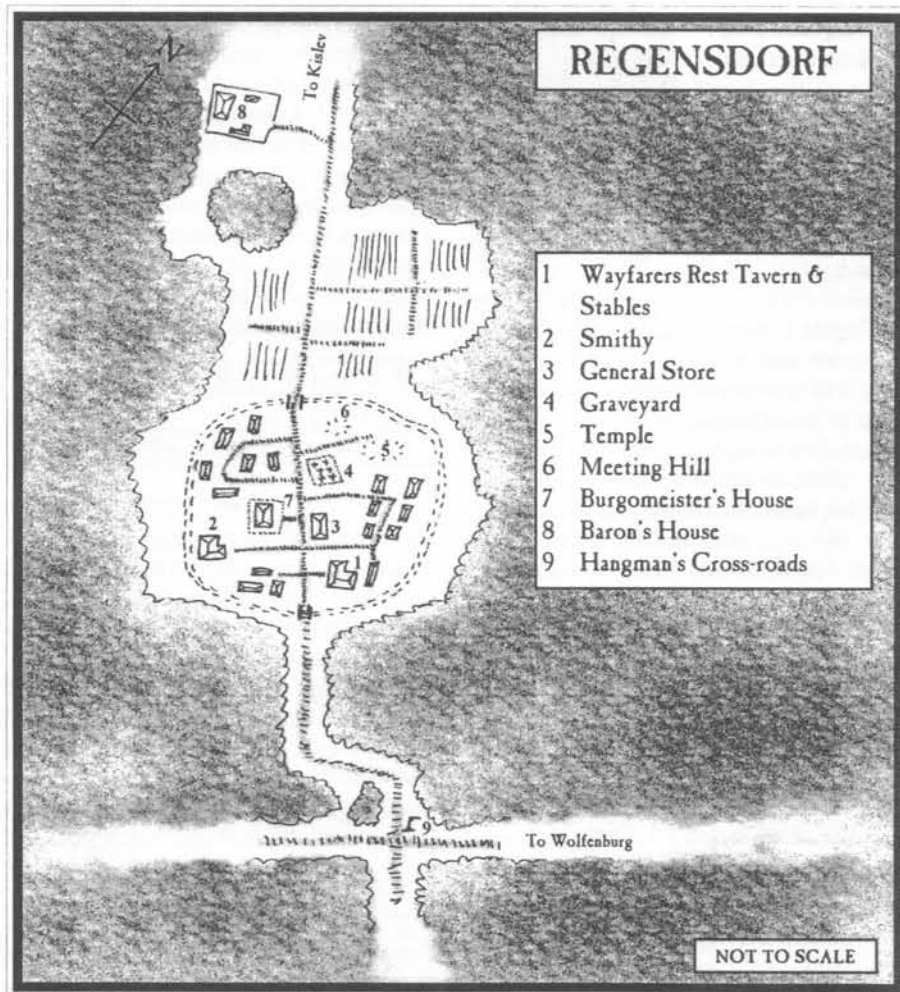 REGENSDORF
N
To Kislev
8
1 Wayfarers Rest Tavern &
Stables
2 Smithy
3 General Store
4 Graveyard
5 Temple
6 Meeting Hill
7 Burgomeister's House
8 Baron's House
9 Hangman's Cross-roads
6
5
4
7
3
2
1
9
To Wolfenburg
NOT TO SCALE